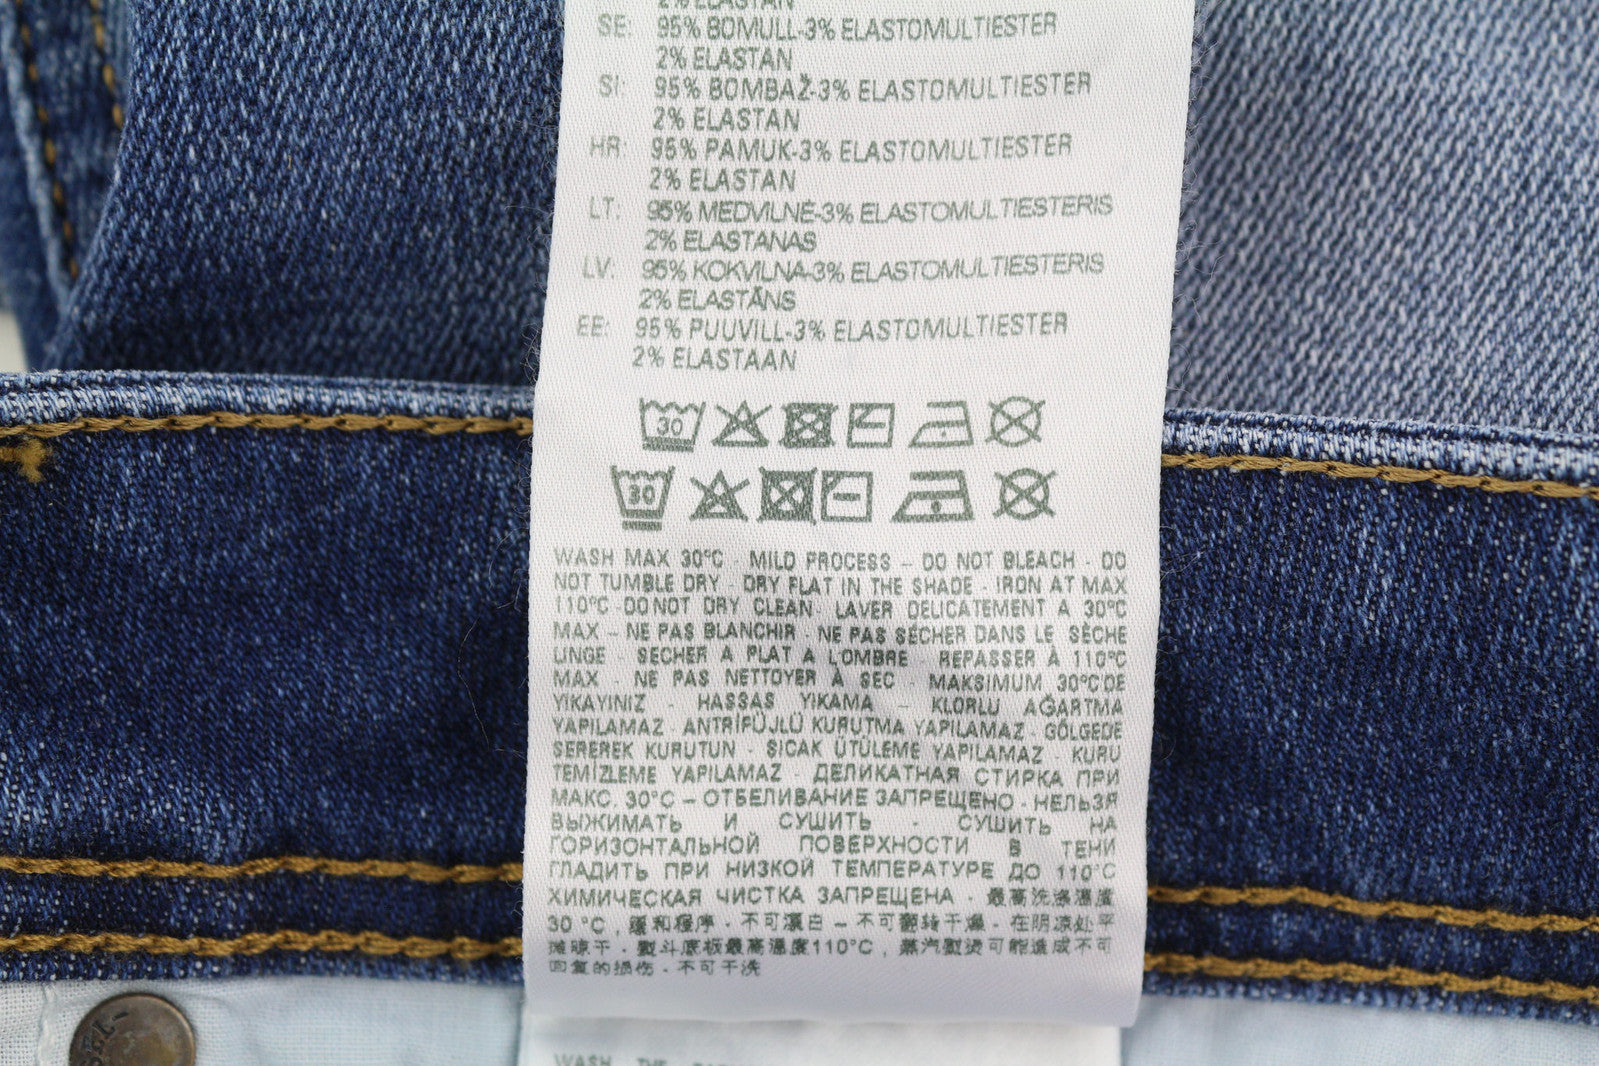 2% ELASTAN
SE: 95% BOMULL-3% ELASTOMULTIESTER
2% ELASTAN
SI: 95% BOMBAŽ-3% ELASTOMULTIESTER
2% ELASTAN
HR: 95% PAMUK-3% ELASTOMULTIESTER
2% ELASTAN
LT: 95% MEDVILNĖ-3% ELASTOMULTIESTERIS
2% ELASTANAS
LV: 95% KOKVILNA-3% ELASTOMULTIESTERIS
2% ELASTĀNS
EE: 95% PUUVILL-3% ELASTOMULTIESTER
2% ELASTAAN
30
30
WASH MAX 30°C - MILD PROCESS – DO NOT BLEACH - DO
NOT TUMBLE DRY - DRY FLAT IN THE SHADE - IRON AT MAX
110°C - DO NOT DRY CLEAN - LAVER DELICATEMENT A 30°C
MAX – NE PAS BLANCHIR - NE PAS SÉCHER DANS LE SÈCHE
LINGE - SECHER A PLAT A L'OMBRE - REPASSER À 110°C
MAX - NE PAS NETTOYER À SEC - MAKSIMUM 30°C'DE
YIKAYINIZ - HASSAS YIKAMA – KLORLU AĞARTMA
YAPILAMAZ - ANTRİFÜJLÜ KURUTMA YAPILAMAZ - GÖLGEDE
SEREREK KURUTUN - SICAK ÜTÜLEME YAPILAMAZ - KURU
TEMİZLEME YAPILAMAZ - ДЕЛИКАТНАЯ СТИРКА ПРИ
МАКС. 30°C – ОТБЕЛИВАНИЕ ЗАПРЕЩЕНО - НЕЛЬЗЯ
ВЫЖИМАТЬ И СУШИТЬ - СУШИТЬ НА
ГОРИЗОНТАЛЬНОЙ ПОВЕРХНОСТИ В ТЕНИ
ГЛАДИТЬ ПРИ НИЗКОЙ ТЕМПЕРАТУРЕ ДО 110°C
ХИМИЧЕСКАЯ ЧИСТКА ЗАПРЕЩЕНА - 最高洗涤温度
30 °C , 缓和程序 - 不可漂白 – 不可翻转干燥 - 在阴凉处平
摊晾干 - 熨斗底板最高温度110°C , 蒸汽熨烫可能造成不可
回复的损伤 - 不可干洗
WASH THE